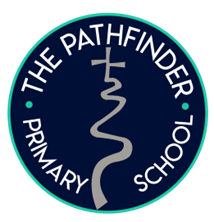 THE PATHFINDER
PRIMARY SCHOOL